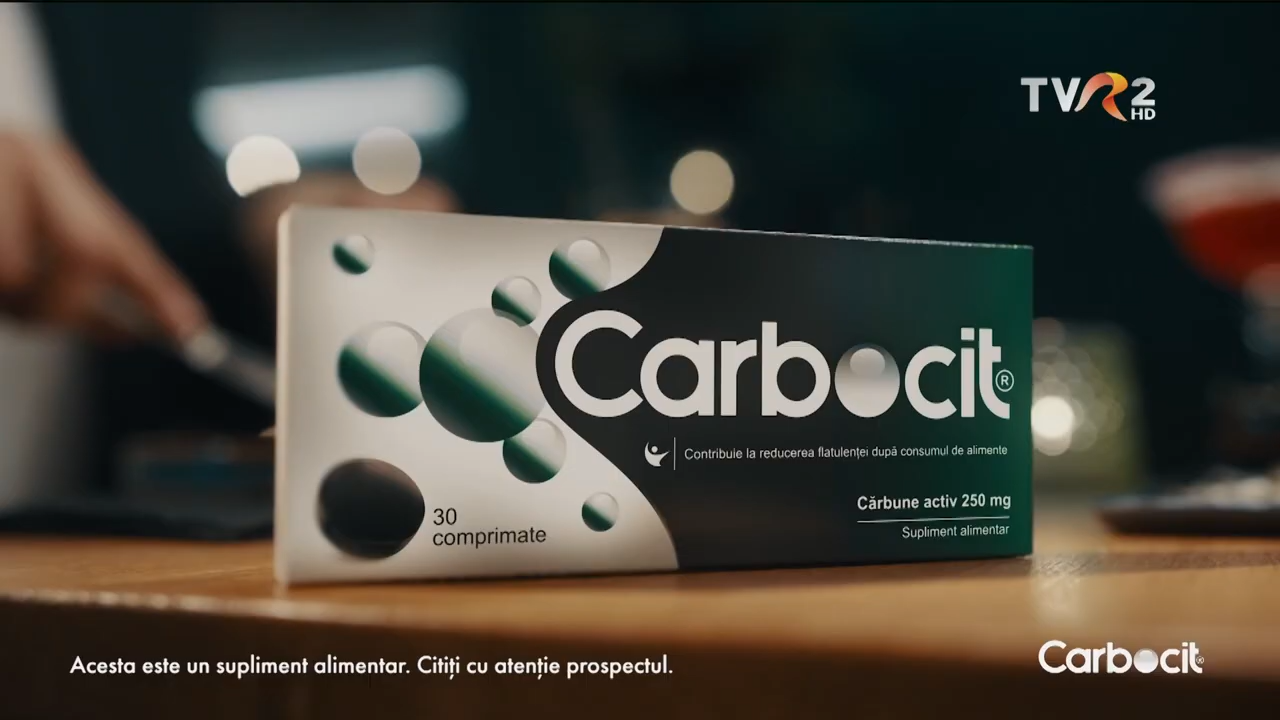 TVR2
HD
Carbocit®
Contribuie la reducerea flatulenței după consumul de alimente
Cărbune activ 250 mg
Supliment alimentar
30
comprimate
Acesta este un supliment alimentar. Citiți cu atenție prospectul.
Carbocit®